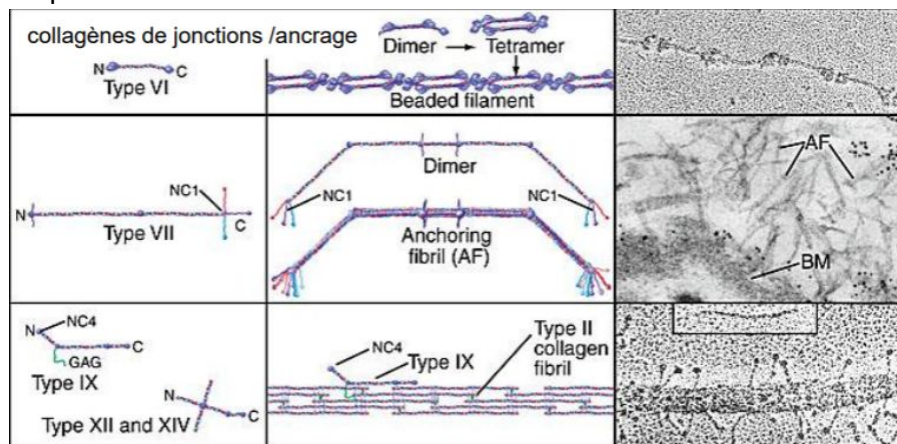 collagènes de jonctions /ancrage
N
C
Type VI
Dimer
Tetramer
Beaded filament
N
NC1
C
Type VII
Dimer
NC1
NC1
Anchoring
fibril (AF)
AF
BM
N
NC4
C
GAG
Type IX
N
C
Type XII and XIV
NC4
Type IX
Type II
collagen
fibril